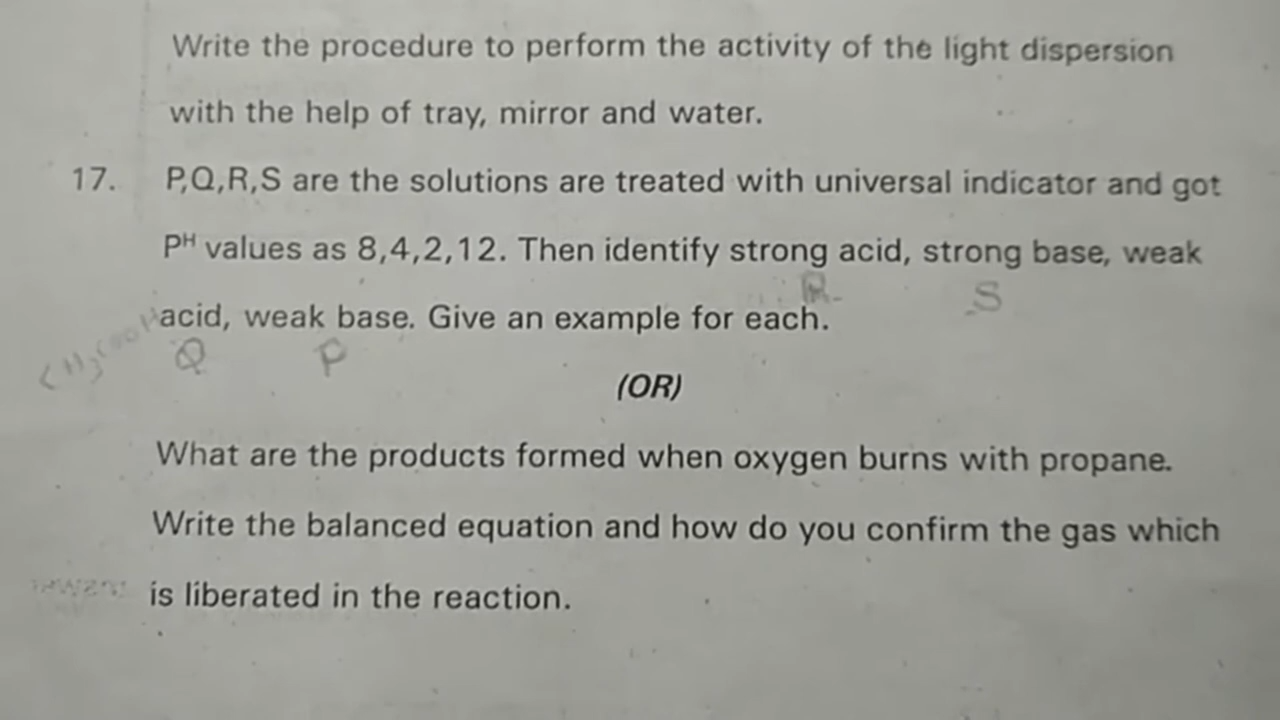 Write the procedure to perform the activity of the light dispersion
with the help of tray, mirror and water.
17. P,Q,R,S are the solutions are treated with universal indicator and got
Pᴴ values as 8,4,2,12. Then identify strong acid, strong base, weak
R S
acid, weak base. Give an example for each.
CH3COOH Q P
(OR)
What are the products formed when oxygen burns with propane.
Write the balanced equation and how do you confirm the gas which
is liberated in the reaction.